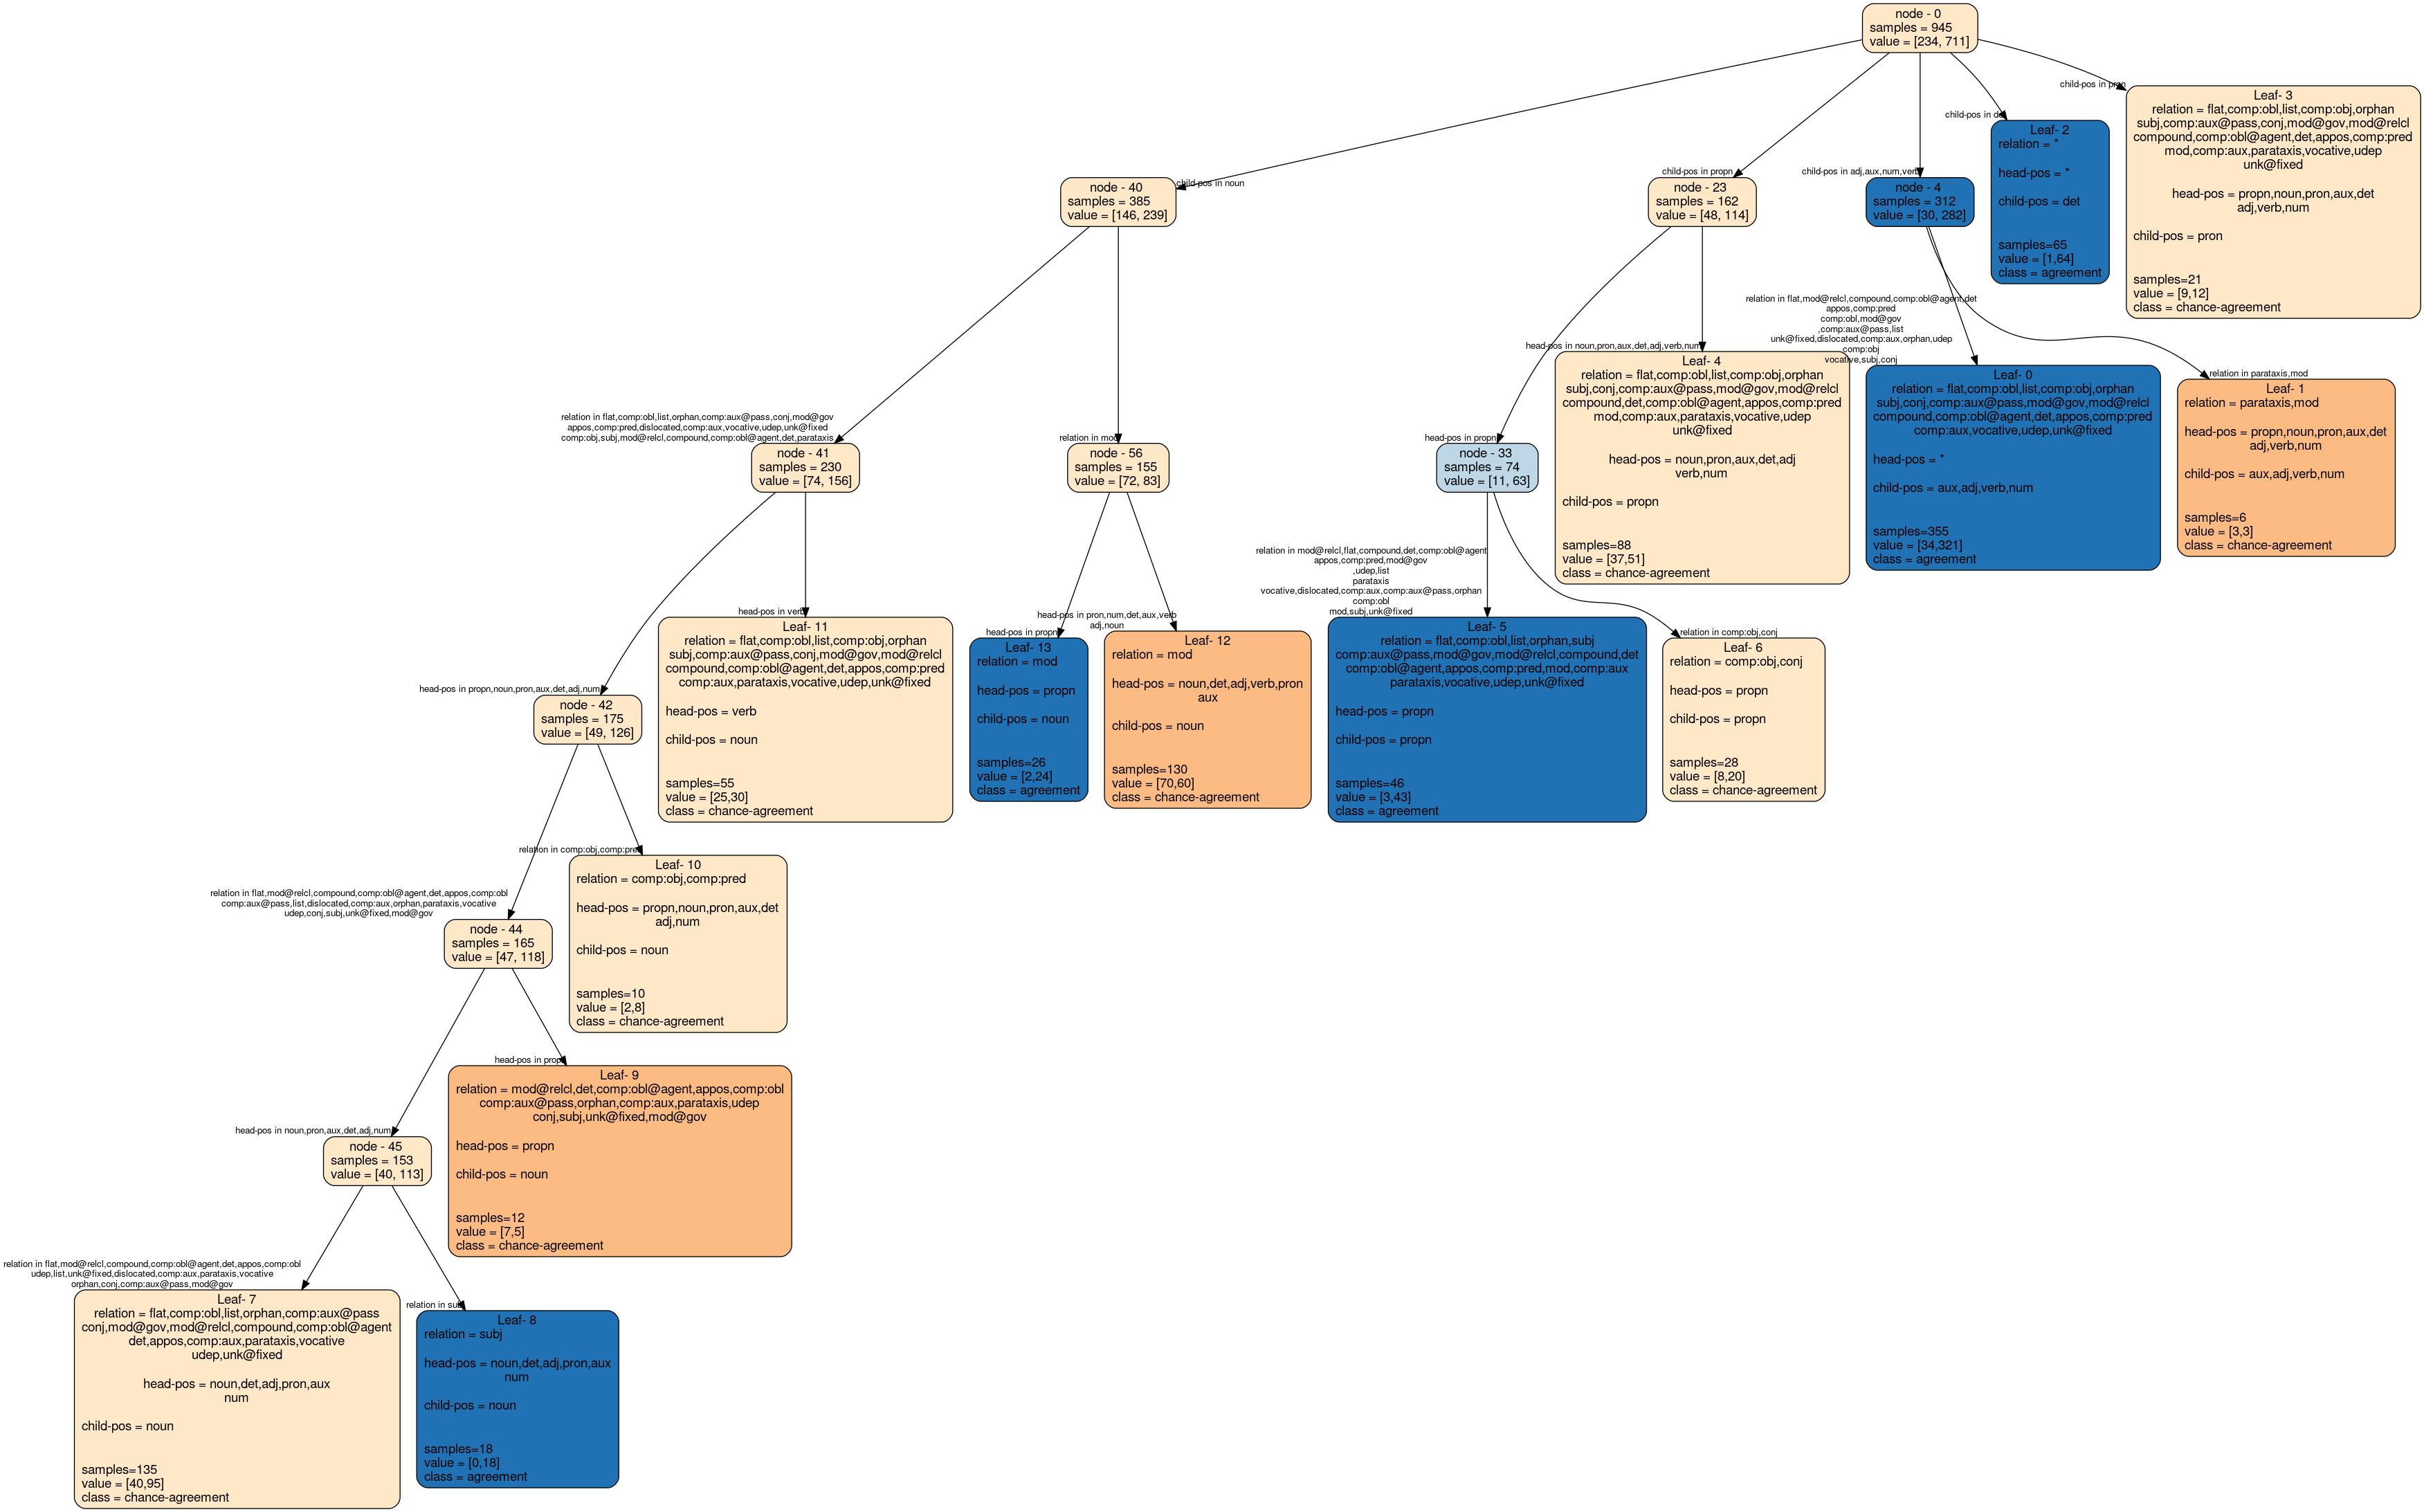 node - 0
samples = 945
value = [234, 711]
child-pos in noun
child-pos in propn
child-pos in adj,aux,num,verb
child-pos in det
child-pos in pron
Leaf- 3
relation = flat,comp:obl,list,comp:obj,orphan
subj,comp:aux@pass,conj,mod@gov,mod@relcl
compound,comp:obl@agent,det,appos,comp:pred
mod,comp:aux,parataxis,vocative,udep
unk@fixed
head-pos = propn,noun,pron,aux,det
adj,verb,num
child-pos = pron
samples=21
value = [9,12]
class = chance-agreement
Leaf- 2
relation = *
head-pos = *
child-pos = det
samples=65
value = [1,64]
class = agreement
node - 40
samples = 385
value = [146, 239]
node - 23
samples = 162
value = [48, 114]
node - 4
samples = 312
value = [30, 282]
relation in flat,comp:obl,list,orphan,comp:aux@pass,conj,mod@gov
appos,comp:pred,dislocated,comp:aux,vocative,udep,unk@fixed
comp:obj,subj,mod@relcl,compound,comp:obl@agent,det,parataxis
relation in mod
head-pos in propn
head-pos in noun,pron,aux,det,adj,verb,num
relation in flat,mod@relcl,compound,comp:obl@agent,det
appos,comp:pred
comp:obl,mod@gov
,comp:aux@pass,list
unk@fixed,dislocated,comp:aux,orphan,udep
comp:obj
vocative,subj,conj
relation in parataxis,mod
node - 41
samples = 230
value = [74, 156]
node - 56
samples = 155
value = [72, 83]
node - 33
samples = 74
value = [11, 63]
Leaf- 4
relation = flat,comp:obl,list,comp:obj,orphan
subj,conj,comp:aux@pass,mod@gov,mod@relcl
compound,det,comp:obl@agent,appos,comp:pred
mod,comp:aux,parataxis,vocative,udep
unk@fixed
head-pos = noun,pron,aux,det,adj
verb,num
child-pos = propn
samples=88
value = [37,51]
class = chance-agreement
Leaf- 0
relation = flat,comp:obl,list,comp:obj,orphan
subj,conj,comp:aux@pass,mod@gov,mod@relcl
compound,comp:obl@agent,det,appos,comp:pred
comp:aux,vocative,udep,unk@fixed
head-pos = *
child-pos = aux,adj,verb,num
samples=355
value = [34,321]
class = agreement
Leaf- 1
relation = parataxis,mod
head-pos = propn,noun,pron,aux,det
adj,verb,num
child-pos = aux,adj,verb,num
samples=6
value = [3,3]
class = chance-agreement
head-pos in propn,noun,pron,aux,det,adj,num
head-pos in verb
head-pos in propn
head-pos in pron,num,det,aux,verb
adj,noun
relation in mod@relcl,flat,compound,det,comp:obl@agent
appos,comp:pred,mod@gov
,udep,list
parataxis
vocative,dislocated,comp:aux,comp:aux@pass,orphan
comp:obl
mod,subj,unk@fixed
relation in comp:obj,conj
node - 42
samples = 175
value = [49, 126]
Leaf- 11
relation = flat,comp:obl,list,comp:obj,orphan
subj,comp:aux@pass,conj,mod@gov,mod@relcl
compound,comp:obl@agent,det,appos,comp:pred
comp:aux,parataxis,vocative,udep,unk@fixed
head-pos = verb
child-pos = noun
samples=55
value = [25,30]
class = chance-agreement
Leaf- 13
relation = mod
head-pos = propn
child-pos = noun
samples=26
value = [2,24]
class = agreement
Leaf- 12
relation = mod
head-pos = noun,det,adj,verb,pron
aux
child-pos = noun
samples=130
value = [70,60]
class = chance-agreement
Leaf- 5
relation = flat,comp:obl,list,orphan,subj
comp:aux@pass,mod@gov,mod@relcl,compound,det
comp:obl@agent,appos,comp:pred,mod,comp:aux
parataxis,vocative,udep,unk@fixed
head-pos = propn
child-pos = propn
samples=46
value = [3,43]
class = agreement
Leaf- 6
relation = comp:obj,conj
head-pos = propn
child-pos = propn
samples=28
value = [8,20]
class = chance-agreement
relation in flat,mod@relcl,compound,comp:obl@agent,det,appos,comp:obl
comp:aux@pass,list,dislocated,comp:aux,orphan,parataxis,vocative
udep,conj,subj,unk@fixed,mod@gov
relation in comp:obj,comp:pred
node - 44
samples = 165
value = [47, 118]
Leaf- 10
relation = comp:obj,comp:pred
head-pos = propn,noun,pron,aux,det
adj,num
child-pos = noun
samples=10
value = [2,8]
class = chance-agreement
head-pos in noun,pron,aux,det,adj,num
head-pos in propn
node - 45
samples = 153
value = [40, 113]
Leaf- 9
relation = mod@relcl,det,comp:obl@agent,appos,comp:obl
comp:aux@pass,orphan,comp:aux,parataxis,udep
conj,subj,unk@fixed,mod@gov
head-pos = propn
child-pos = noun
samples=12
value = [7,5]
class = chance-agreement
relation in flat,mod@relcl,compound,comp:obl@agent,det,appos,comp:obl
udep,list,unk@fixed,dislocated,comp:aux,parataxis,vocative
orphan,conj,comp:aux@pass,mod@gov
relation in subj
Leaf- 7
relation = flat,comp:obl,list,orphan,comp:aux@pass
conj,mod@gov,mod@relcl,compound,comp:obl@agent
det,appos,comp:aux,parataxis,vocative
udep,unk@fixed
head-pos = noun,det,adj,pron,aux
num
child-pos = noun
samples=135
value = [40,95]
class = chance-agreement
Leaf- 8
relation = subj
head-pos = noun,det,adj,pron,aux
num
child-pos = noun
samples=18
value = [0,18]
class = agreement